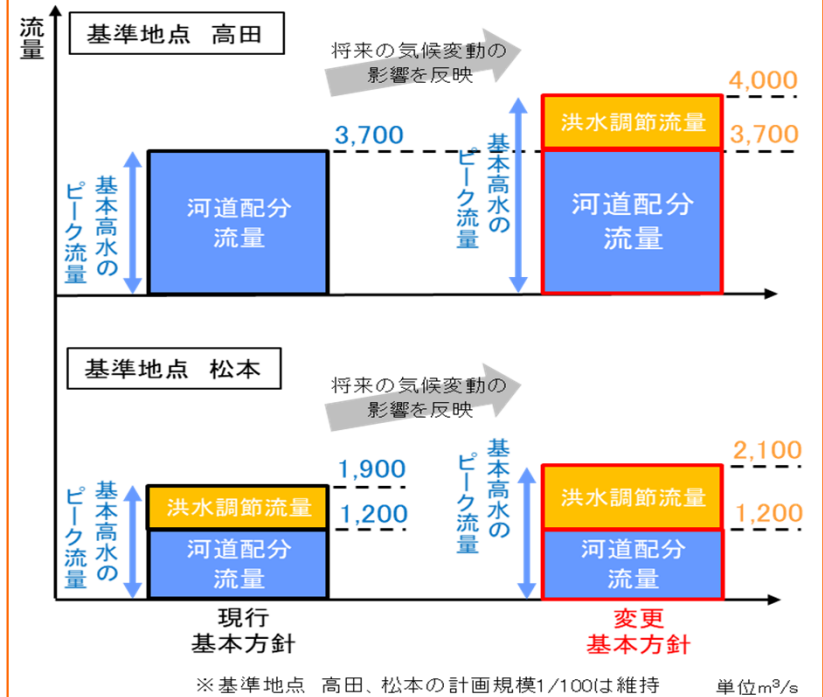 流量
基準地点 高田
将来の気候変動の
影響を反映
基本高水の
ピーク流量
河道配分
流量
3,700
基本高水の
ピーク流量
洪水調節流量
河道配分
流量
4,000
3,700
基準地点 松本
将来の気候変動の
影響を反映
基本高水の
ピーク流量
洪水調節流量
河道配分
流量
1,900
1,200
基本高水の
ピーク流量
洪水調節流量
河道配分
流量
2,100
1,200
現行
基本方針
変更
基本方針
※基準地点 高田、松本の計画規模1/100は維持 単位m³/s